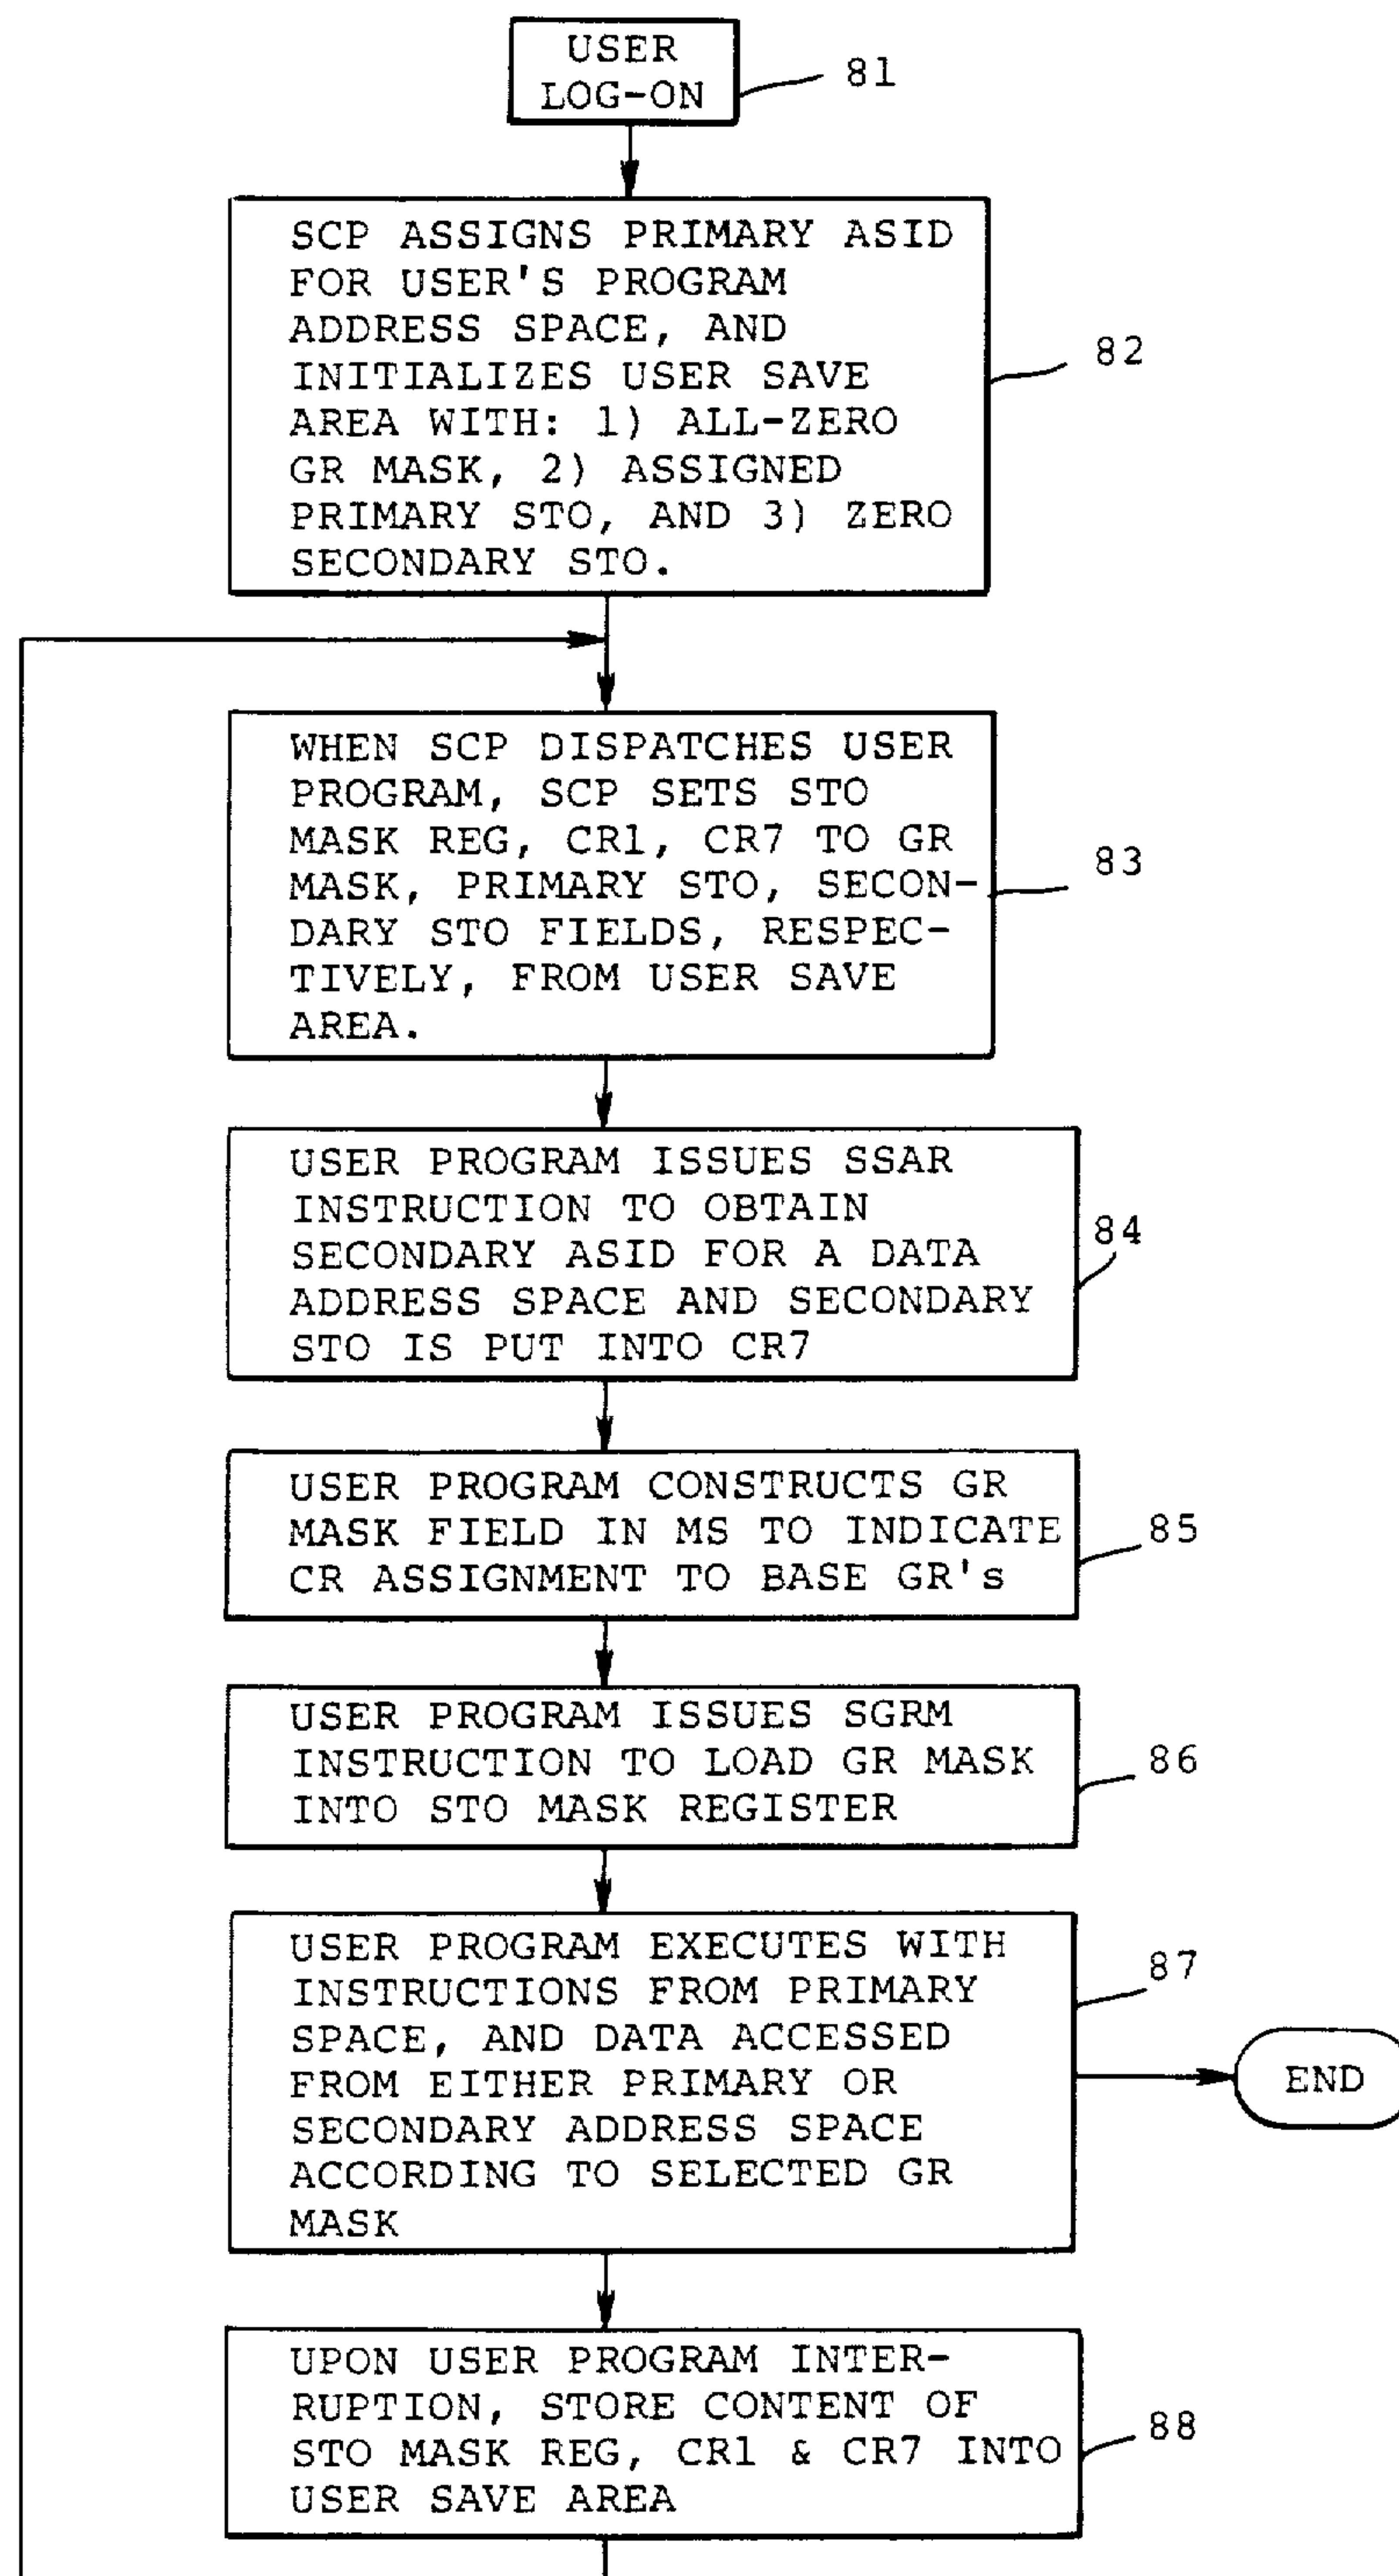 USER
LOG-ON
81
SCP ASSIGNS PRIMARY ASID
FOR USER'S PROGRAM
ADDRESS SPACE, AND
INITIALIZES USER SAVE
AREA WITH: 1) ALL-ZERO
GR MASK, 2) ASSIGNED
PRIMARY STO, AND 3) ZERO
SECONDARY STO.
82
WHEN SCP DISPATCHES USER
PROGRAM, SCP SETS STO
MASK REG, CR1, CR7 TO GR
MASK, PRIMARY STO, SECON-
DARY STO FIELDS, RESPEC-
TIVELY, FROM USER SAVE
AREA.
83
USER PROGRAM ISSUES SSAR
INSTRUCTION TO OBTAIN
SECONDARY ASID FOR A DATA
ADDRESS SPACE AND SECONDARY
STO IS PUT INTO CR7
84
USER PROGRAM CONSTRUCTS GR
MASK FIELD IN MS TO INDICATE
CR ASSIGNMENT TO BASE GR's
85
USER PROGRAM ISSUES SGRM
INSTRUCTION TO LOAD GR MASK
INTO STO MASK REGISTER
86
USER PROGRAM EXECUTES WITH
INSTRUCTIONS FROM PRIMARY
SPACE, AND DATA ACCESSED
FROM EITHER PRIMARY OR
SECONDARY ADDRESS SPACE
ACCORDING TO SELECTED GR
MASK
87
END
UPON USER PROGRAM INTER-
RUPTION, STORE CONTENT OF
STO MASK REG, CR1 & CR7 INTO
USER SAVE AREA
88